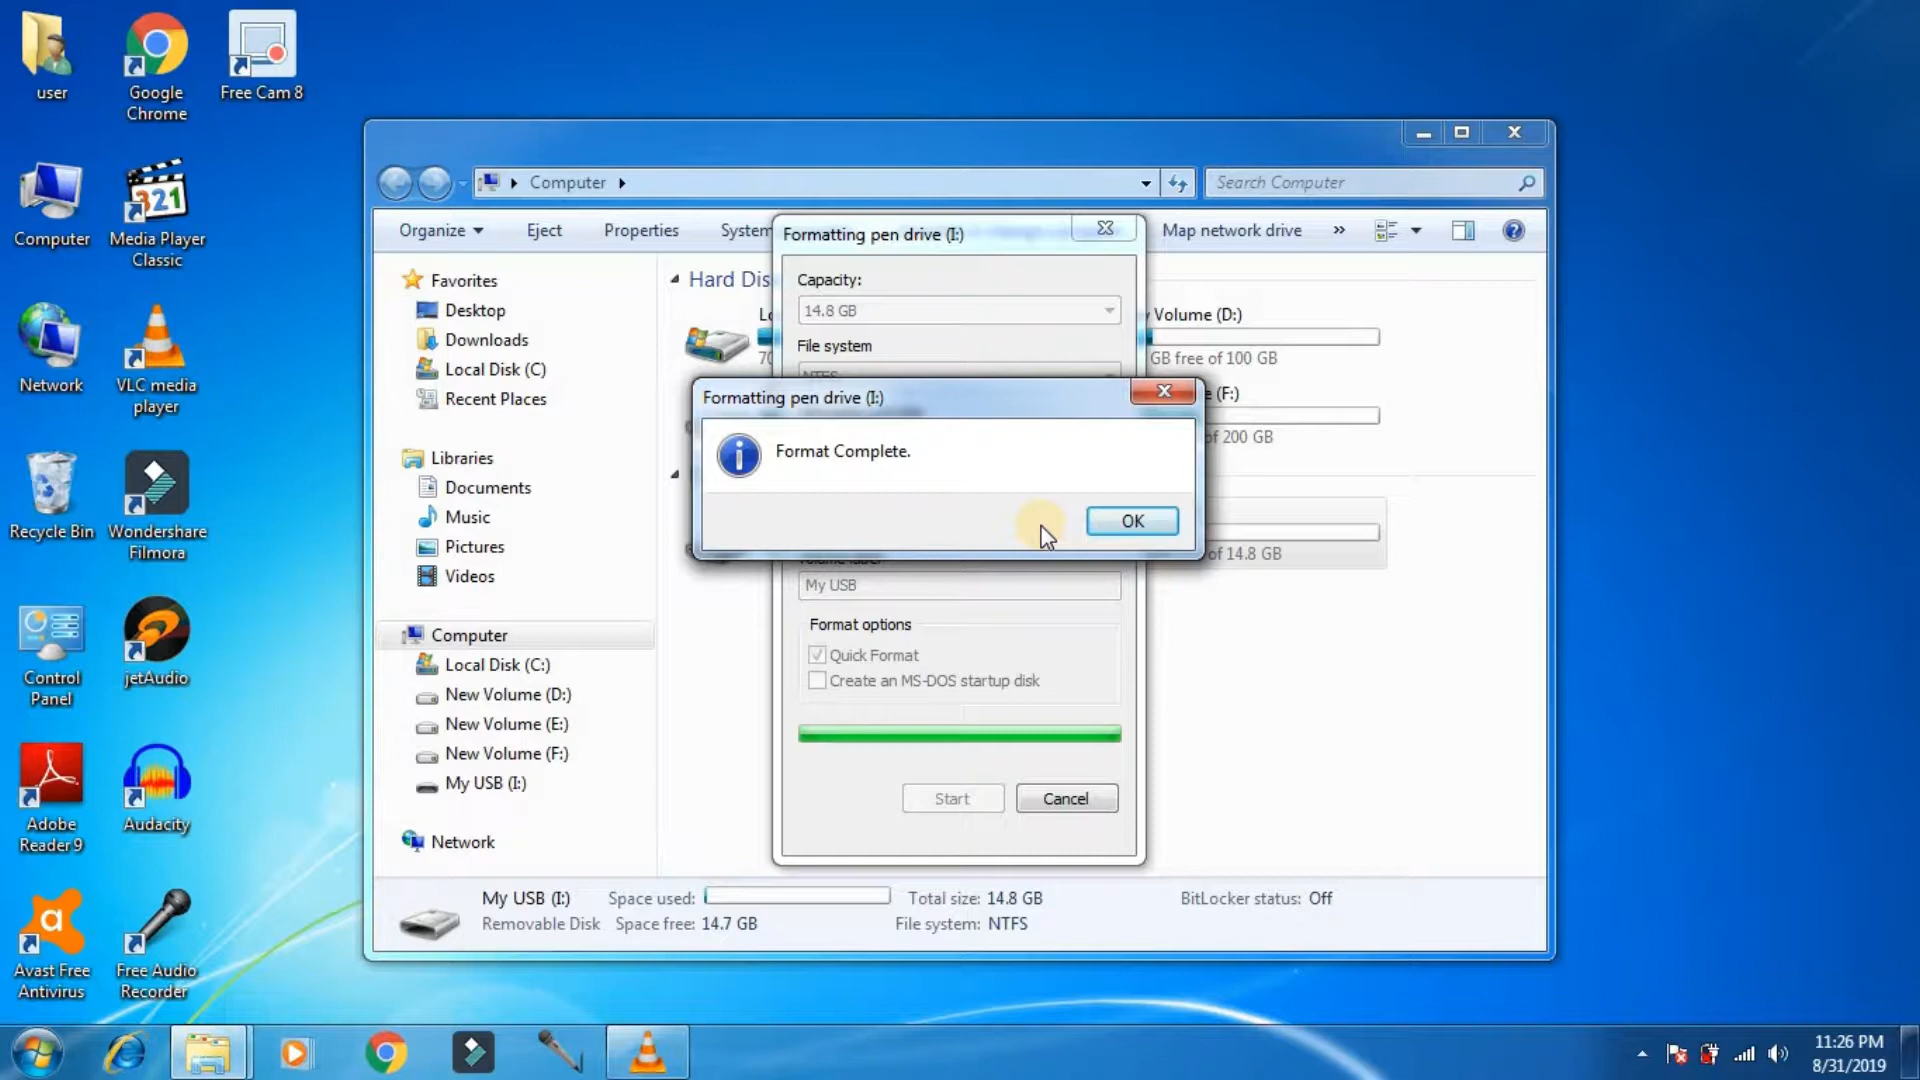 user
Google
Chrome
Free Cam 8
Computer
Media Player
Classic
Network
VLC media
player
Recycle Bin
Wondershare
Filmora
Control
Panel
jetAudio
Adobe
Reader 9
Audacity
Avast Free
Antivirus
Free Audio
Recorder
Computer
Search Computer
Organize
Eject
Properties
System
Map network drive
»
Favorites
Desktop
Downloads
Local Disk (C)
Recent Places
Libraries
Documents
Music
Pictures
Videos
Computer
Local Disk (C:)
New Volume (D:)
New Volume (E:)
New Volume (F:)
My USB (I:)
Network
Hard Dis
Volume (D:)
GB free of 100 GB
(F:)
of 200 GB
of 14.8 GB
Formatting pen drive (I:)
Capacity:
14.8 GB
File system
NTFS
Formatting pen drive (I:)
Format Complete.
OK
My USB
Format options
Quick Format
Create an MS-DOS startup disk
Start
Cancel
My USB (I:)
Space used:
Total size: 14.8 GB
BitLocker status: Off
Removable Disk
Space free: 14.7 GB
File system: NTFS
11:26 PM
8/31/2019